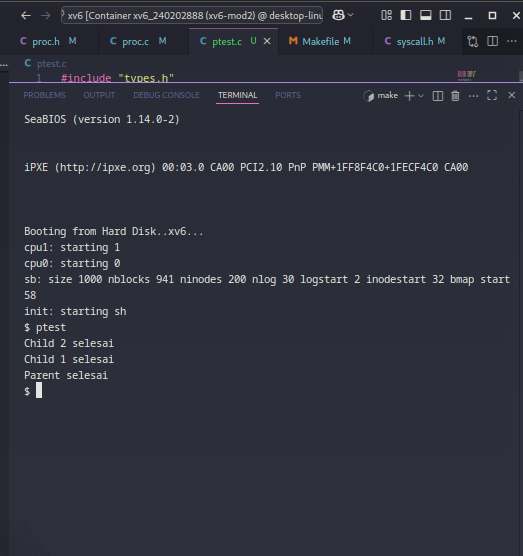 xv6 [Container xv6_240202888 (xv6-mod2) @ desktop-linu
proc.h M C proc.c M C ptest.c U Makefile M C syscall.h M
C ptest.c
1 #include "types.h"
PROBLEMS OUTPUT DEBUG CONSOLE TERMINAL PORTS make
SeaBIOS (version 1.14.0-2)
iPXE (http://ipxe.org) 00:03.0 CA00 PCI2.10 PnP PMM+1FF8F4C0+1FECF4C0 CA00
Booting from Hard Disk..xv6...
cpu1: starting 1
cpu0: starting 0
sb: size 1000 nblocks 941 ninodes 200 nlog 30 logstart 2 inodestart 32 bmap start
58
init: starting sh
$ ptest
Child 2 selesai
Child 1 selesai
Parent selesai
$